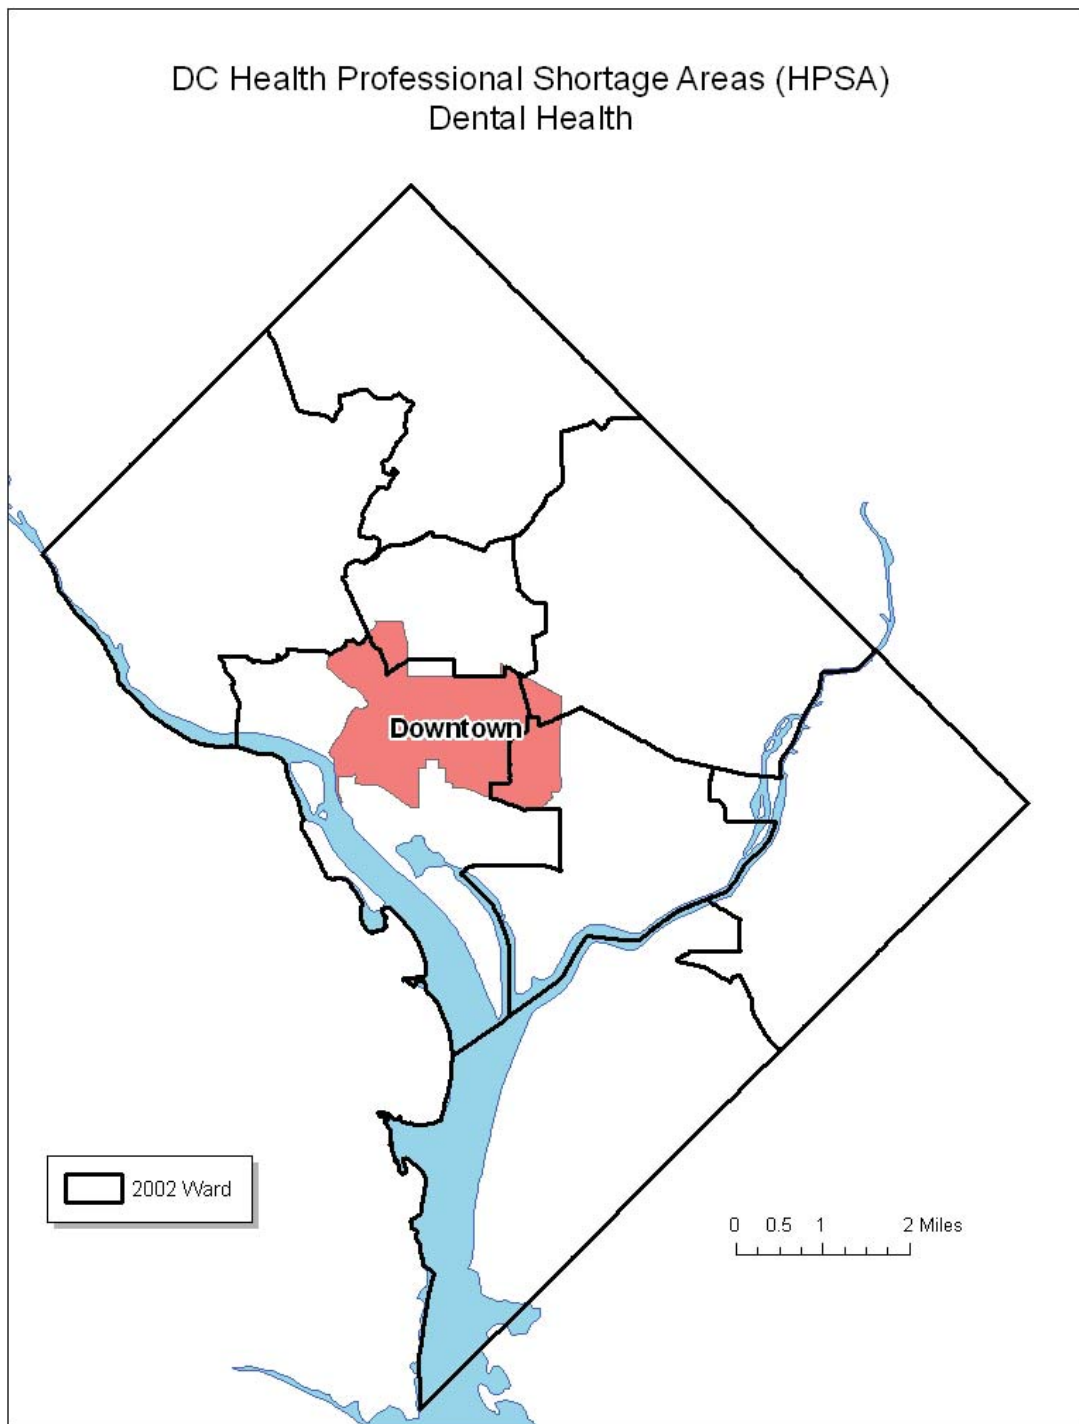 DC Health Professional Shortage Areas (HPSA)
Dental Health
Downtown
2002 Ward
0 0.5 1 2 Miles